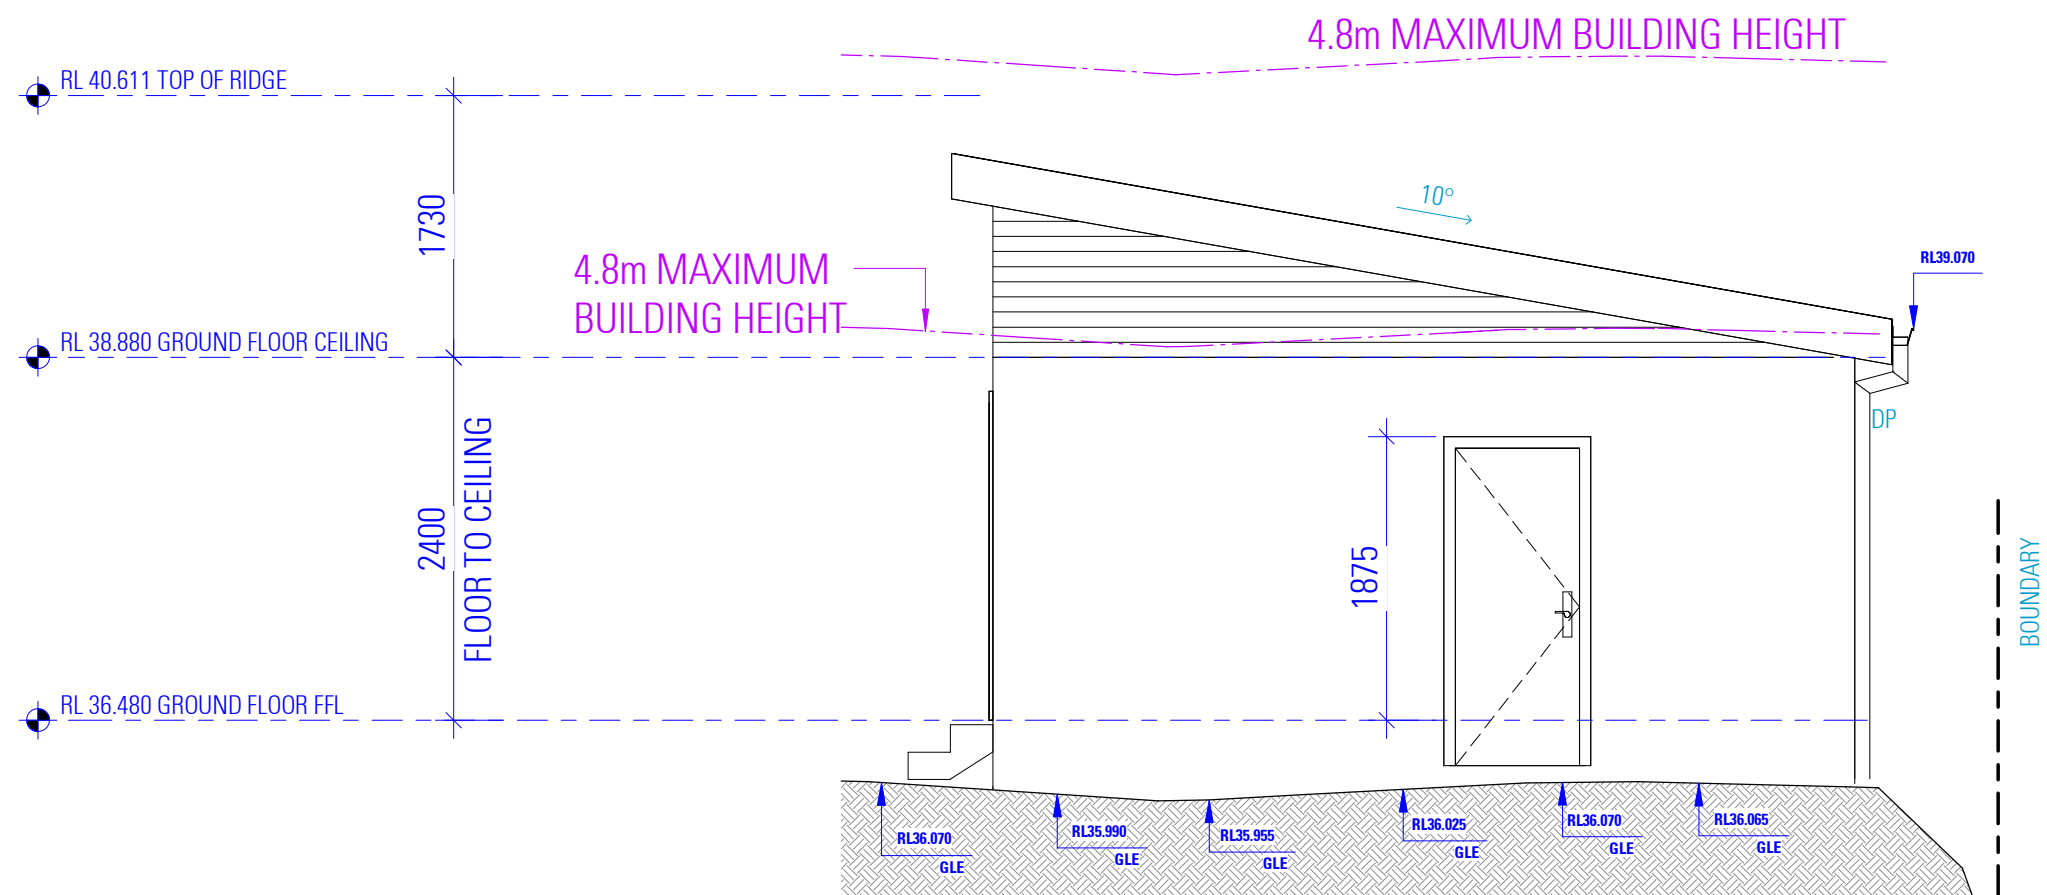 4.8m MAXIMUM BUILDING HEIGHT
RL 40.611 TOP OF RIDGE
1730
10°
4.8m MAXIMUM
BUILDING HEIGHT
RL39.070
RL 38.880 GROUND FLOOR CEILING
DP
2400
FLOOR TO CEILING
1875
BOUNDARY
RL 36.480 GROUND FLOOR FFL
RL36.070
GLE
RL35.990
GLE
RL35.955
GLE
RL36.025
GLE
RL36.070
GLE
RL36.065
GLE